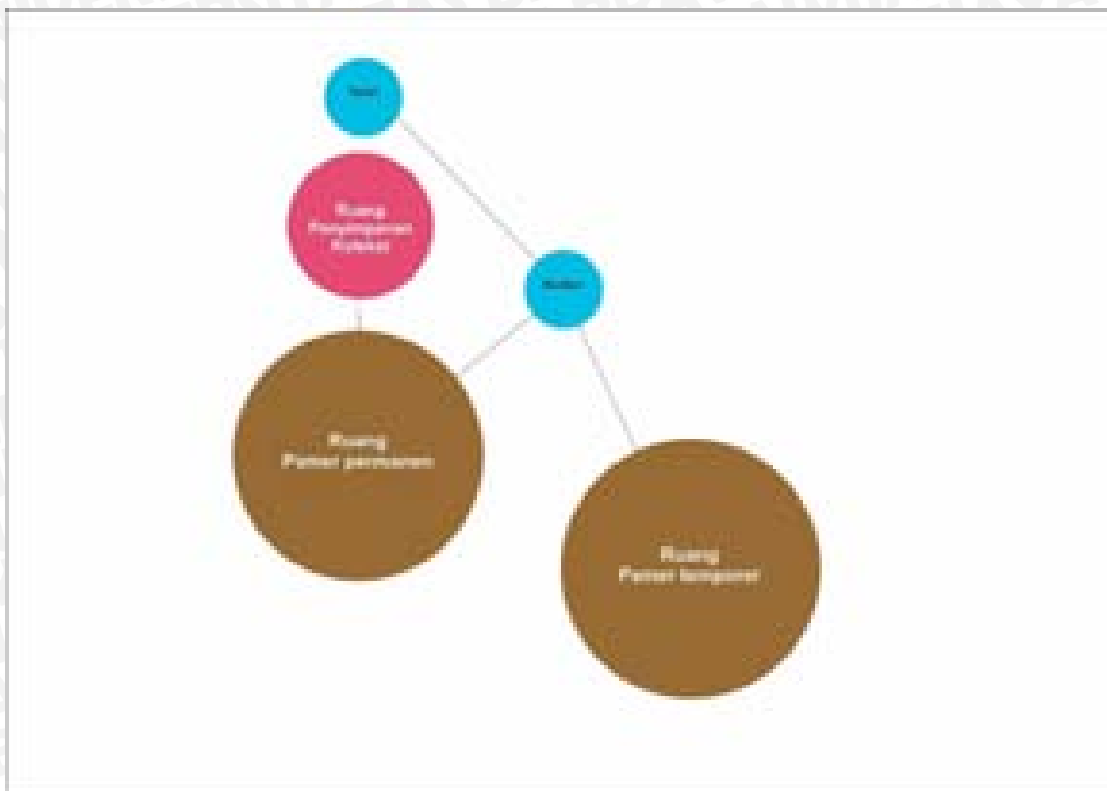 Ruang
Penyimpanan
Koleksi
Ruang
Pamer permanen
Ruang
Pamer temporer